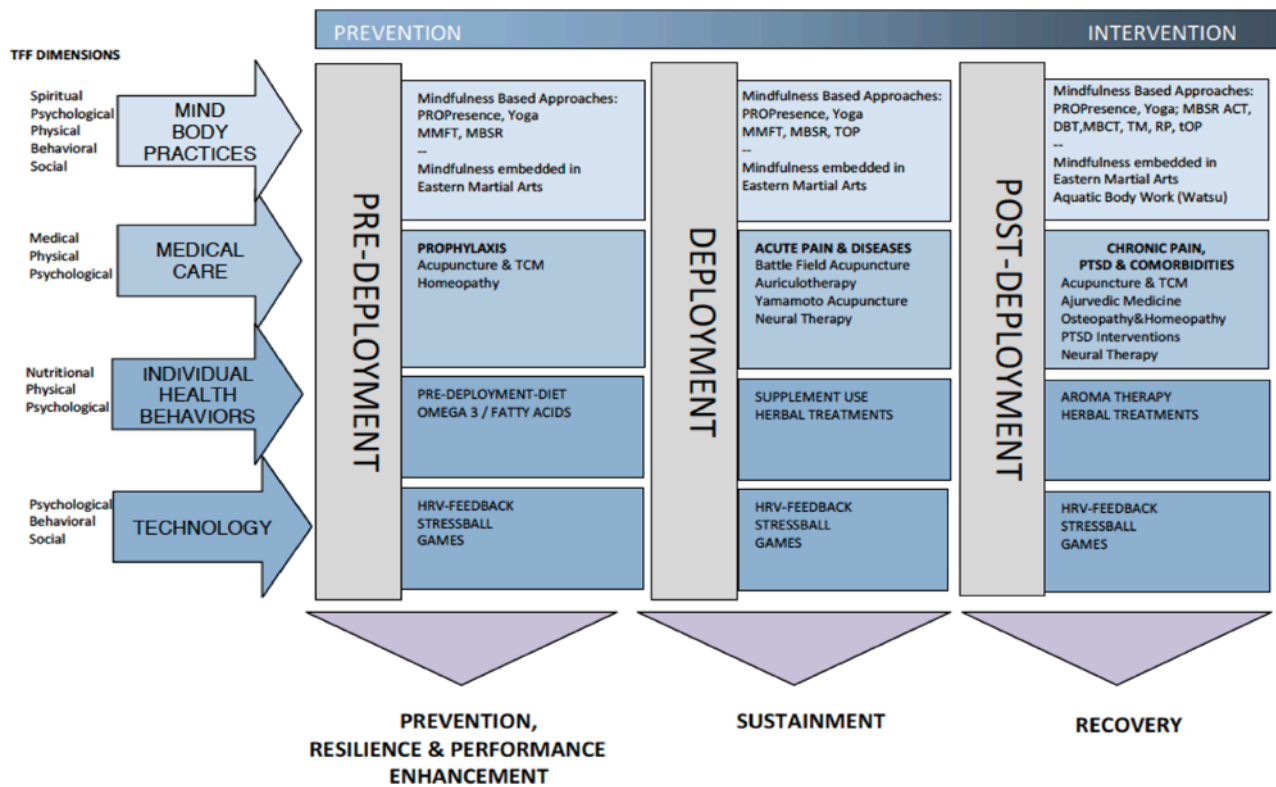 PREVENTION
INTERVENTION
TFF DIMENSIONS
Spiritual
Psychological
Physical
Behavioral
Social
MIND
BODY
PRACTICES
Medical
Physical
Psychological
MEDICAL
CARE
Nutritional
Physical
Psychological
INDIVIDUAL
HEALTH
BEHAVIORS
Psychological
Behavioral
Social
TECHNOLOGY
PRE-DEPLOYMENT
Mindfulness Based Approaches:
PROPresence, Yoga
MMFT, MBSR
--
Mindfulness embedded in
Eastern Martial Arts
PROPHYLAXIS
Acupuncture & TCM
Homeopathy
PRE-DEPLOYMENT-DIET
OMEGA 3 / FATTY ACIDS
HRV-FEEDBACK
STRESSBALL
GAMES
DEPLOYMENT
Mindfulness Based Approaches:
PROPresence, Yoga
MMFT, MBSR, TOP
--
Mindfulness embedded in
Eastern Martial Arts
ACUTE PAIN & DISEASES
Battle Field Acupuncture
Auriculotherapy
Yamamoto Acupuncture
Neural Therapy
SUPPLEMENT USE
HERBAL TREATMENTS
HRV-FEEDBACK
STRESSBALL
GAMES
POST-DEPLOYMENT
Mindfulness Based Approaches:
PROPresence, Yoga; MBSR ACT,
DBT,MBCT, TM, RP, tOP
--
Mindfulness embedded in
Eastern Martial Arts
Aquatic Body Work (Watsu)
CHRONIC PAIN,
PTSD & COMORBIDITIES
Acupuncture & TCM
Ajurvedic Medicine
Osteopathy&Homeopathy
PTSD Interventions
Neural Therapy
AROMA THERAPY
HERBAL TREATMENTS
HRV-FEEDBACK
STRESSBALL
GAMES
PREVENTION,
RESILIENCE & PERFORMANCE
ENHANCEMENT
SUSTAINMENT
RECOVERY